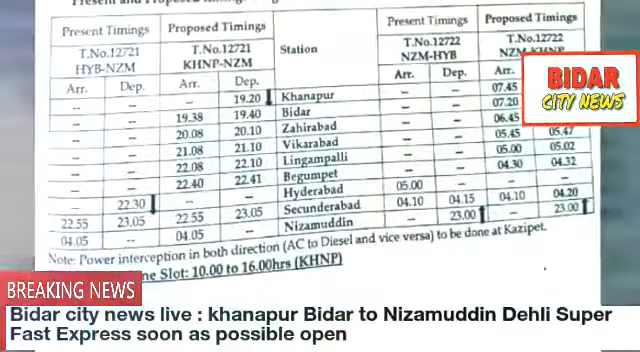 Present Timings Proposed Timings Present Timings Proposed Timings
T.No.12721 T.No.12721 Station T.No.12722 T.No.12722
HYB-NZM KHNP-NZM NZM-HYB NZM-KHNP
Arr. Dep. Arr. Dep. Arr. Dep. Arr.
-- -- -- 19.20 Khanapur -- -- 07.45
-- -- 19.38 19.40 Bidar -- -- 07.20
-- -- 20.08 20.10 Zahirabad -- -- 06.45
-- -- 21.08 21.10 Vikarabad -- -- 05.45 05.47
-- -- 22.08 22.10 Lingampalli -- -- 05.00 05.02
-- -- 22.40 22.41 Begumpet -- -- 04.30 04.32
-- 22.30 -- -- Hyderabad 05.00 -- -- --
22.55 23.05 22.55 23.05 Secunderabad 04.10 04.15 04.10 04.20
04.05 -- 04.05 -- Nizamuddin -- 23.00 -- 23.00
Note: Power interception in both direction (AC to Diesel and vice versa) to be done at Kazipet.
ne Slot: 10.00 to 16.00hrs (KHNP)
BIDAR
CITY NEWS
BREAKING NEWS
Bidar city news live : khanapur Bidar to Nizamuddin Dehli Super
Fast Express soon as possible open